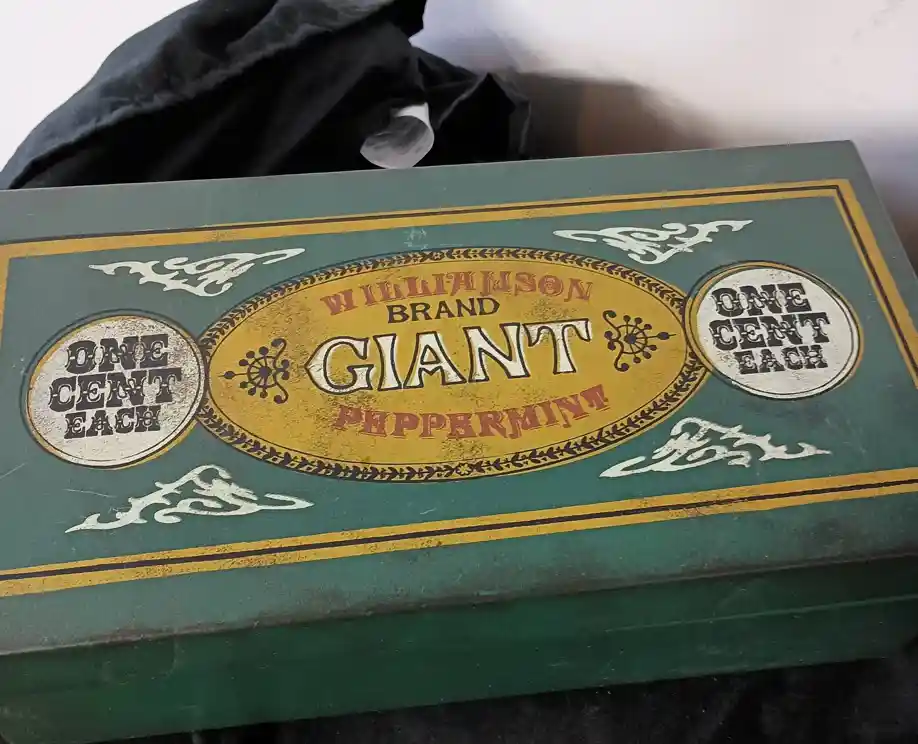 WILLIAMSON
BRAND
GIANT
PEPPERMINT
ONE
CENT
EACH
ONE
CENT
EACH